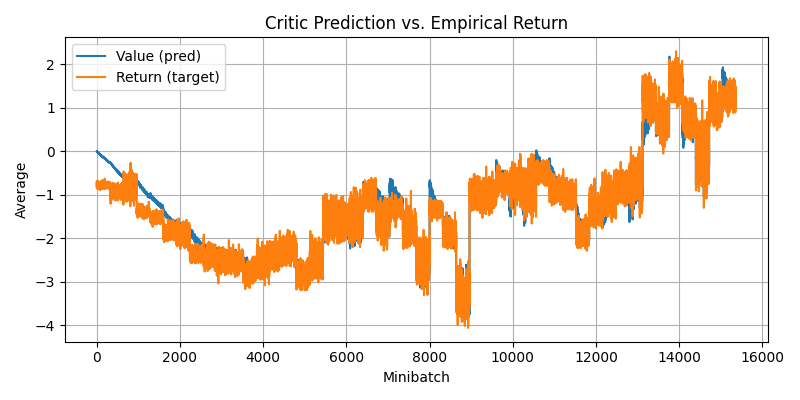 Critic Prediction vs. Empirical Return
Value (pred)
Return (target)
Average
2
1
0
−1
−2
−3
−4
0 2000 4000 6000 8000 10000 12000 14000 16000
Minibatch